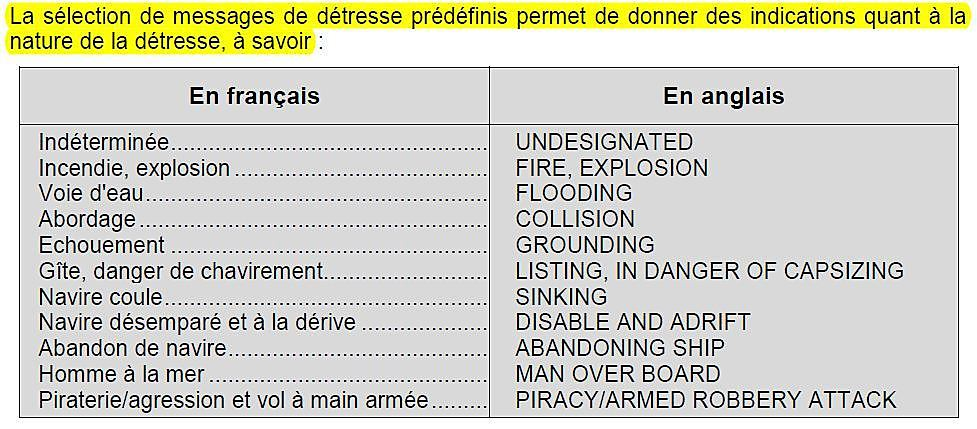 La sélection de messages de détresse prédéfinis permet de donner des indications quant à la
nature de la détresse, à savoir :
En français En anglais
Indéterminée.................................................... UNDESIGNATED
Incendie, explosion .......................................... FIRE, EXPLOSION
Voie d'eau........................................................ FLOODING
Abordage ......................................................... COLLISION
Echouement .................................................... GROUNDING
Gîte, danger de chavirement........................... LISTING, IN DANGER OF CAPSIZING
Navire coule..................................................... SINKING
Navire désemparé et à la dérive ..................... DISABLE AND ADRIFT
Abandon de navire........................................... ABANDONING SHIP
Homme à la mer .............................................. MAN OVER BOARD
Piraterie/agression et vol à main armée......... PIRACY/ARMED ROBBERY ATTACK